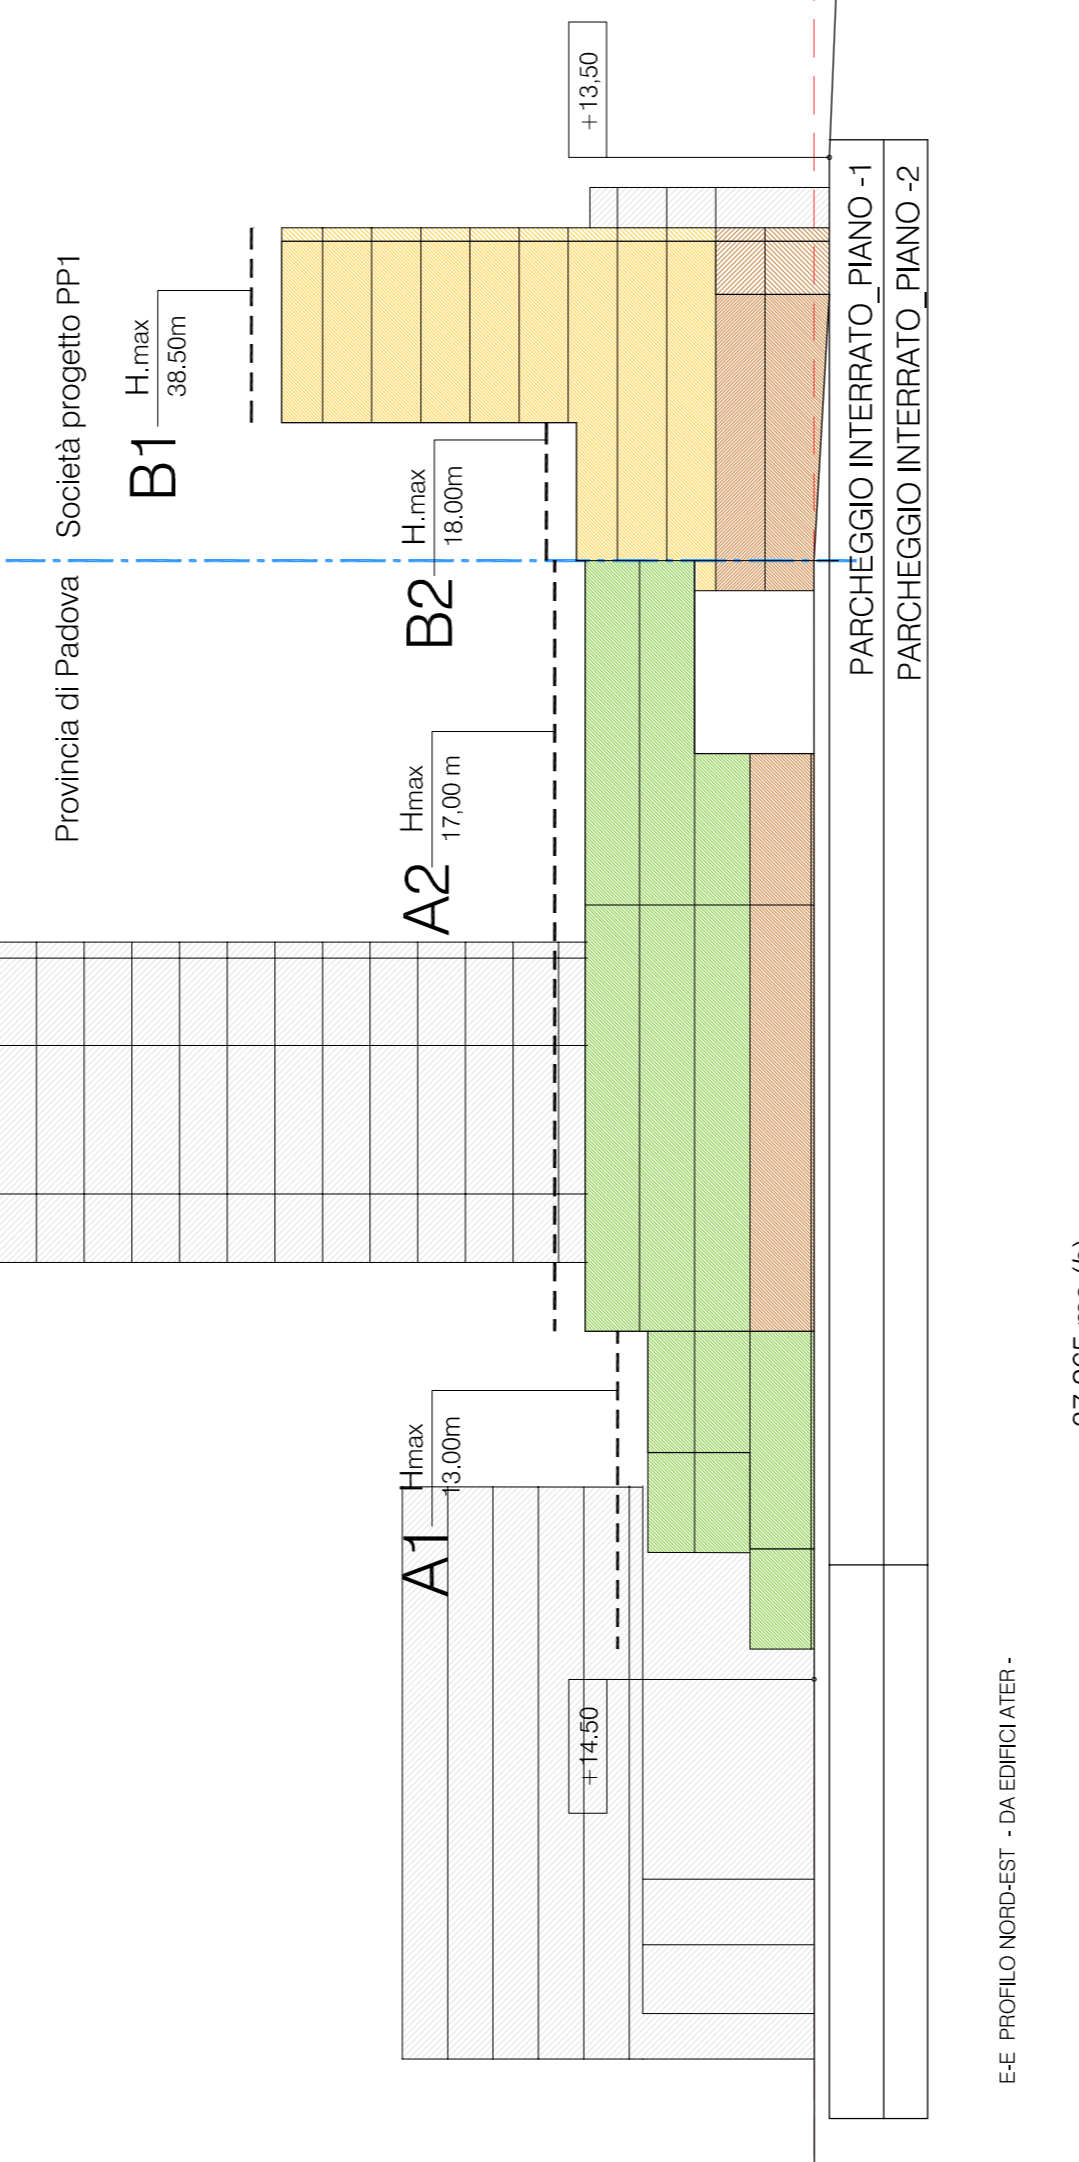 Provincia di Padova   Società progetto PP1
A1
Hmax
13.00m
A2
Hmax
17,00 m
B2
H.max
18.00m
B1
H.max
38.50m
+14.50
+13,50
PARCHEGGIO INTERRATO_PIANO -1
PARCHEGGIO INTERRATO_PIANO -2
E-E PROFILO NORD-EST - DA EDIFICI ATER -